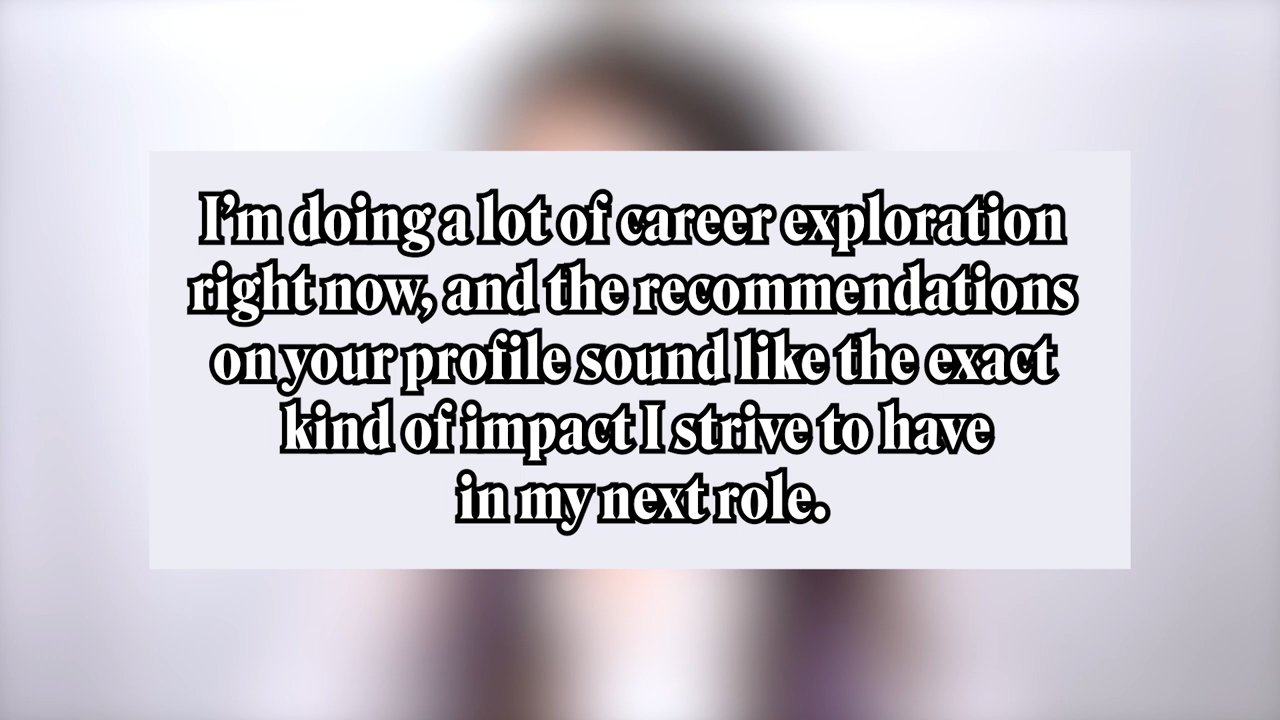 I’m doing a lot of career exploration
right now, and the recommendations
on your profile sound like the exact
kind of impact I strive to have
in my next role.